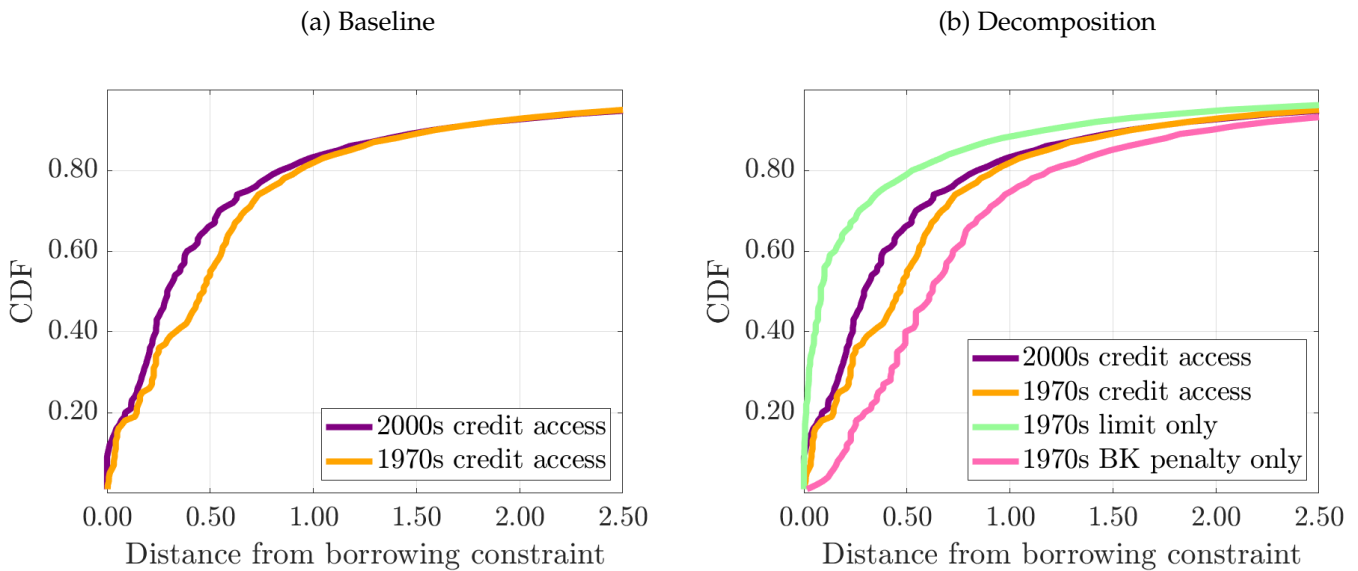 (a) Baseline
0.80
0.60
0.40
0.20
CDF
0.00 0.50 1.00 1.50 2.00 2.50
Distance from borrowing constraint
2000s credit access
1970s credit access
(b) Decomposition
0.80
0.60
0.40
0.20
CDF
0.00 0.50 1.00 1.50 2.00 2.50
Distance from borrowing constraint
2000s credit access
1970s credit access
1970s limit only
1970s BK penalty only